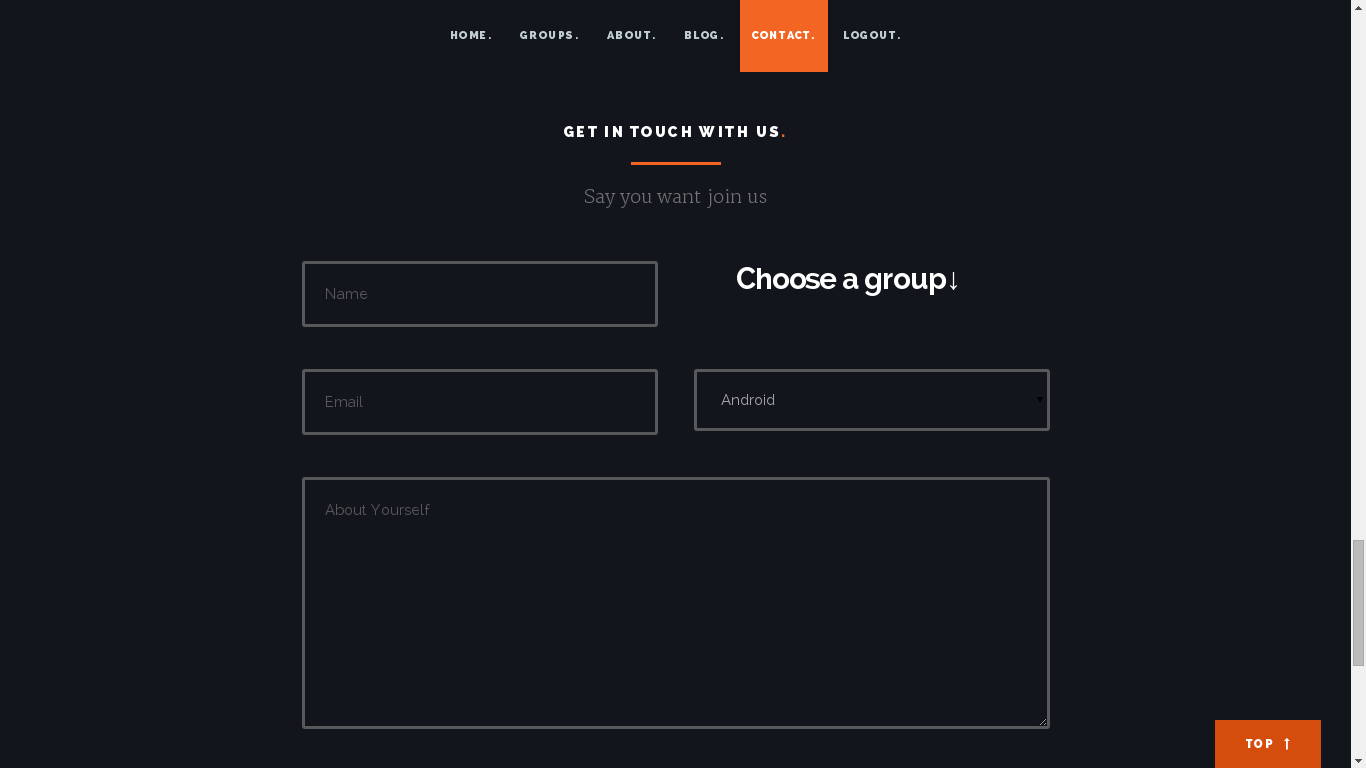 HOME. GROUPS. ABOUT. BLOG. CONTACT. LOGOUT.
GET IN TOUCH WITH US.
Say you want join us
Name
Choose a group↓
Email
Android
About Yourself
TOP ↑